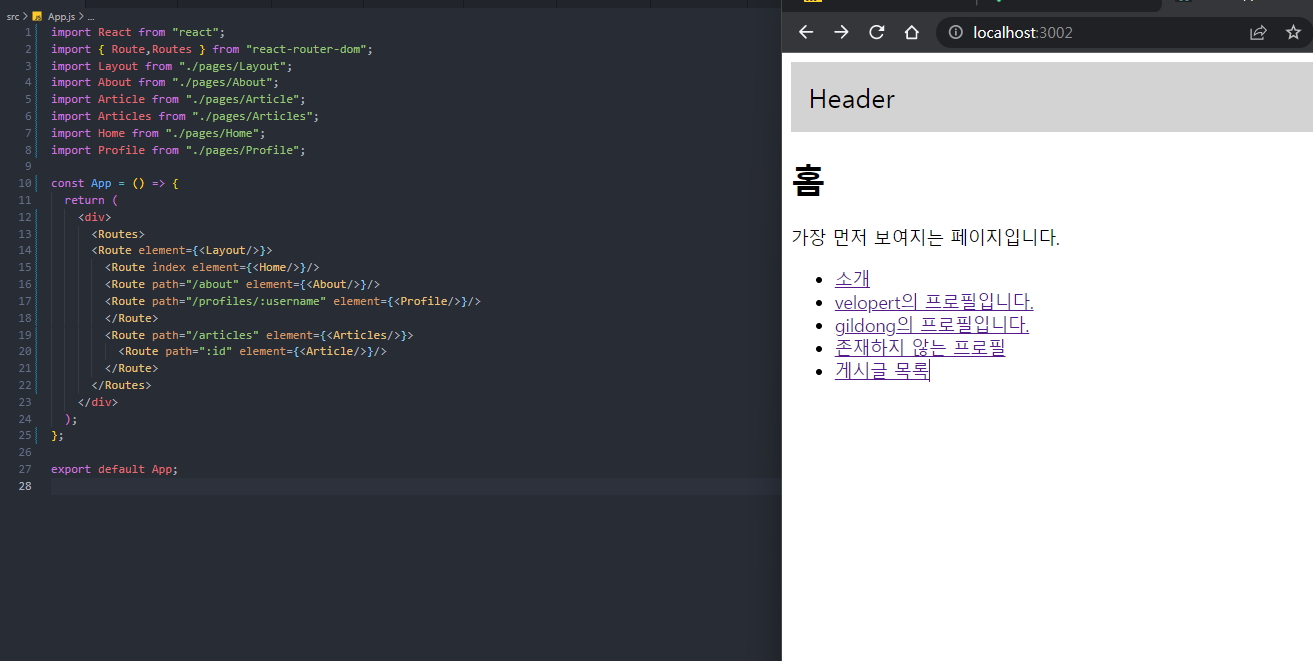 src > App.js > ...
1 import React from "react";
2 import { Route,Routes } from "react-router-dom";
3 import Layout from "./pages/Layout";
4 import About from "./pages/About";
5 import Article from "./pages/Article";
6 import Articles from "./pages/Articles";
7 import Home from "./pages/Home";
8 import Profile from "./pages/Profile";
9
10 const App = () => {
11 return (
12 <div>
13 <Routes>
14 <Route element={<Layout/>}>
15 <Route index element={<Home/>}/>
16 <Route path="/about" element={<About/>}/>
17 <Route path="/profiles/:username" element={<Profile/>}/>
18 </Route>
19 <Route path="/articles" element={<Articles/>}>
20 <Route path=":id" element={<Article/>}/>
21 </Route>
22 </Routes>
23 </div>
24 );
25 };
26
27 export default App;
28
localhost:3002
Header
홈
가장 먼저 보여지는 페이지입니다.
• 소개
• velopert의 프로필입니다.
• gildong의 프로필입니다.
• 존재하지 않는 프로필
• 게시글 목록